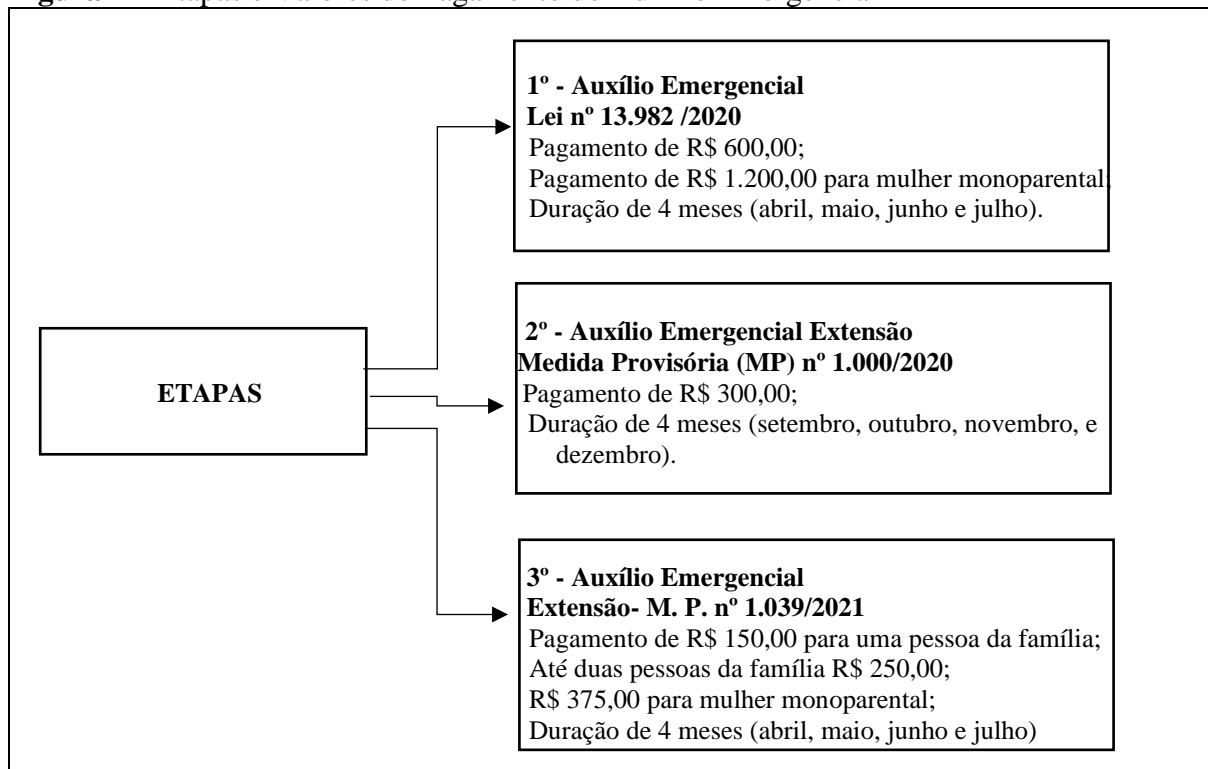 ETAPAS
1º - Auxílio Emergencial
Lei nº 13.982 /2020
Pagamento de R$ 600,00;
Pagamento de R$ 1.200,00 para mulher monoparental;
Duração de 4 meses (abril, maio, junho e julho).
2º - Auxílio Emergencial Extensão
Medida Provisória (MP) nº 1.000/2020
Pagamento de R$ 300,00;
Duração de 4 meses (setembro, outubro, novembro, e
dezembro).
3º - Auxílio Emergencial
Extensão- M. P. nº 1.039/2021
Pagamento de R$ 150,00 para uma pessoa da família;
Até duas pessoas da família R$ 250,00;
R$ 375,00 para mulher monoparental;
Duração de 4 meses (abril, maio, junho e julho)